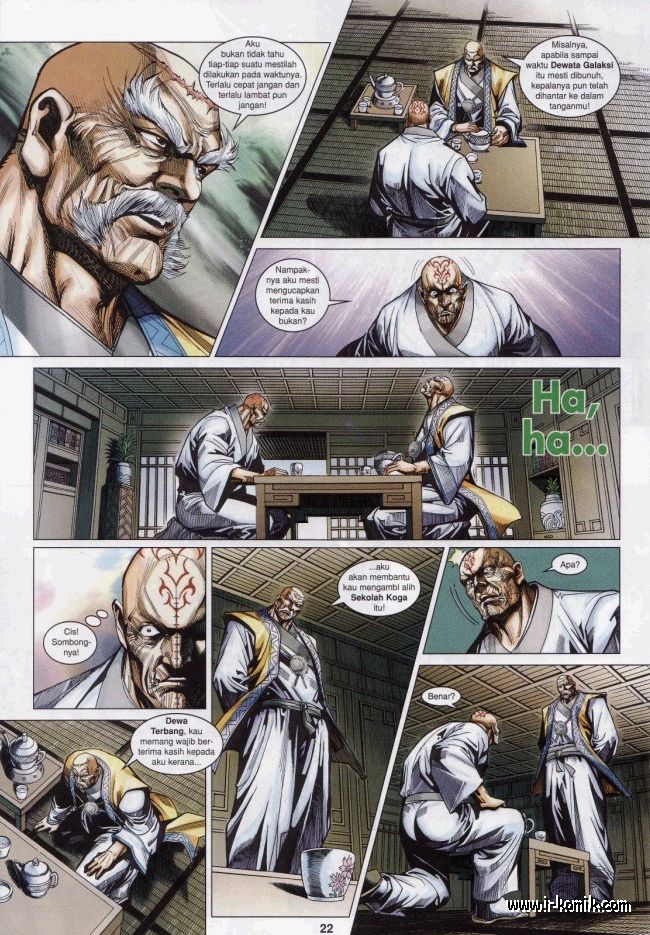 Aku
bukan tidak tahu
tiap-tiap suatu mestilah
dilakukan pada waktunya.
Terlalu cepat jangan dan
terlalu lambat pun
jangan!
Misalnya,
apabila sampai
waktu Dewata Galaksi
itu mesti dibunuh,
kepalanya pun telah
dihantar ke dalam
tanganmu!
Nampak-
nya aku mesti
mengucapkan
terima kasih
kepada kau
bukan?
Ha,
ha...
Cis!
Sombong-
nya!
Dewa
Terbang, kau
memang wajib ber-
terima kasih kepada
aku kerana...
...aku
akan membantu
kau mengambi alih
Sekolah Koga
itu!
Apa?
Benar?
22
www.ir-komik.com